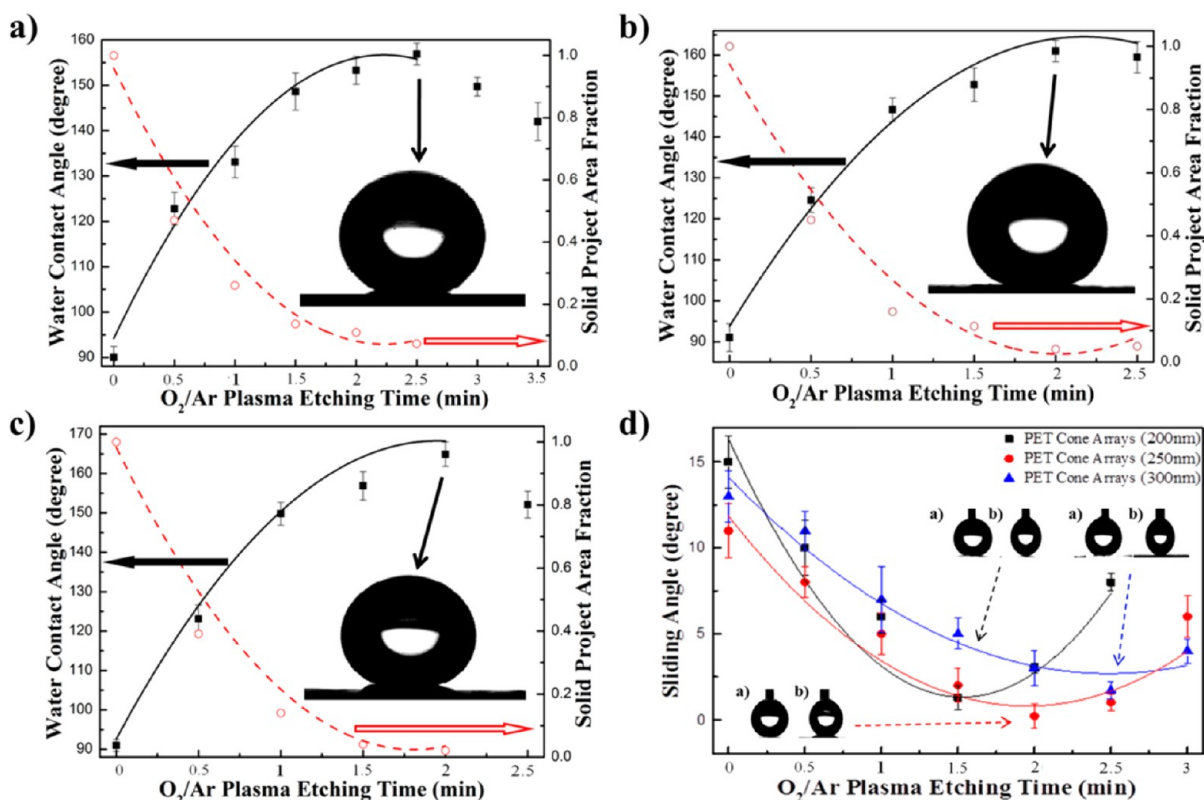 a)
160
150
140
130
120
110
100
90
Water Contact Angle (degree)
1.0
0.8
0.6
0.4
0.2
0.0
Solid Project Area Fraction
0 0.5 1 1.5 2 2.5 3 3.5
O2/Ar Plasma Etching Time (min)
b)
160
150
140
130
120
110
100
90
Water Contact Angle (degree)
1.0
0.8
0.6
0.4
0.2
0.0
Solid Project Area Fraction
0 0.5 1 1.5 2 2.5
O2/Ar Plasma Etching Time (min)
c)
170
160
150
140
130
120
110
100
90
Water Contact Angle (degree)
1.0
0.8
0.6
0.4
0.2
0.0
Solid Project Area Fraction
0 0.5 1 1.5 2 2.5
O2/Ar Plasma Etching Time (min)
d)
15
10
5
0
Sliding Angle (degree)
PET Cone Arrays (200nm)
PET Cone Arrays (250nm)
PET Cone Arrays (300nm)
a) b) a) b)
a) b)
0 0.5 1 1.5 2 2.5 3
O2/Ar Plasma Etching Time (min)